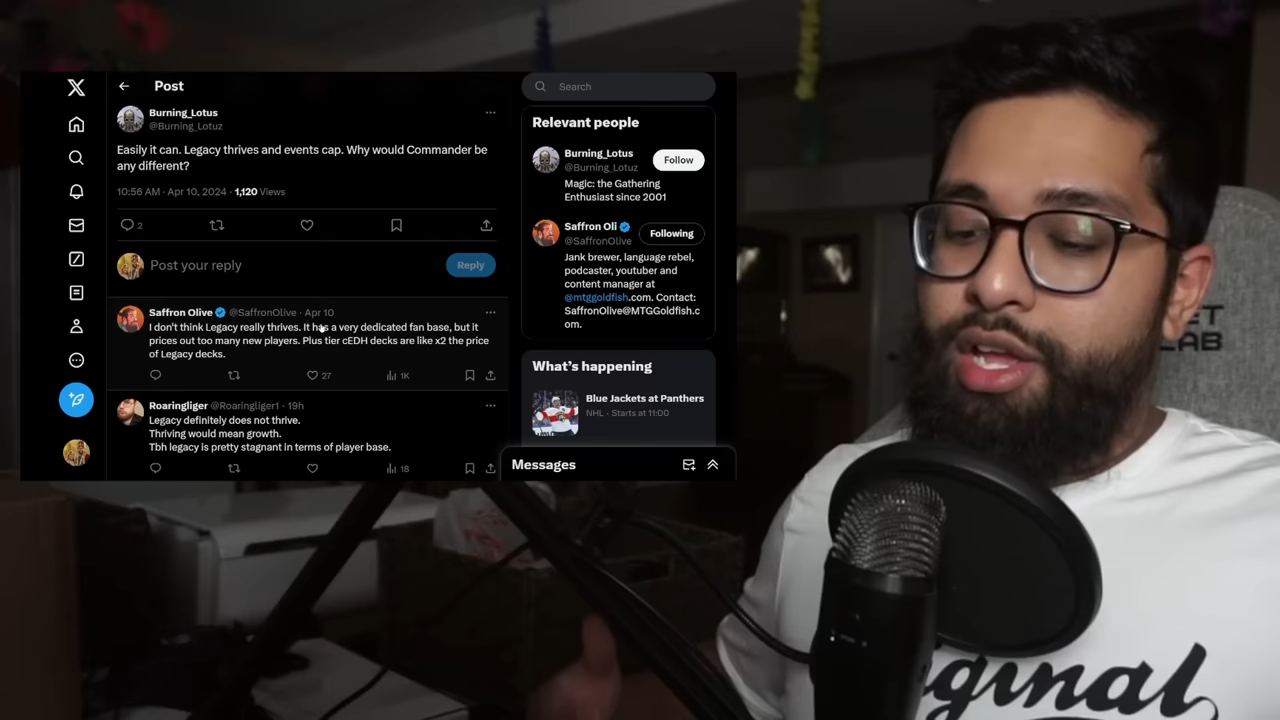 Post
Burning_Lotus
@Burning_Lotuz
Easily it can. Legacy thrives and events cap. Why would Commander be
any different?
10:56 AM · Apr 10, 2024 · 1,120 Views
2
Post your reply
Reply
Saffron Olive @SaffronOlive · Apr 10
I don't think Legacy really thrives. It has a very dedicated fan base, but it
prices out too many new players. Plus tier cEDH decks are like x2 the price
of Legacy decks.
27
1K
Roaringliger @Roaringliger1 · 19h
Legacy definitely does not thrive.
Thriving would mean growth.
Tbh legacy is pretty stagnant in terms of player base.
18
Search
Relevant people
Burning_Lotus
@Burning_Lotuz
Follow
Magic: the Gathering
Enthusiast since 2001
Saffron Oli
@SaffronOlive
Following
Jank brewer, language rebel,
podcaster, youtuber and
content manager at
@mtggoldfish.com. Contact:
SaffronOlive@MTGGoldfish.c
om.
What's happening
Blue Jackets at Panthers
NHL · Starts at 11:00
Messages
LAB